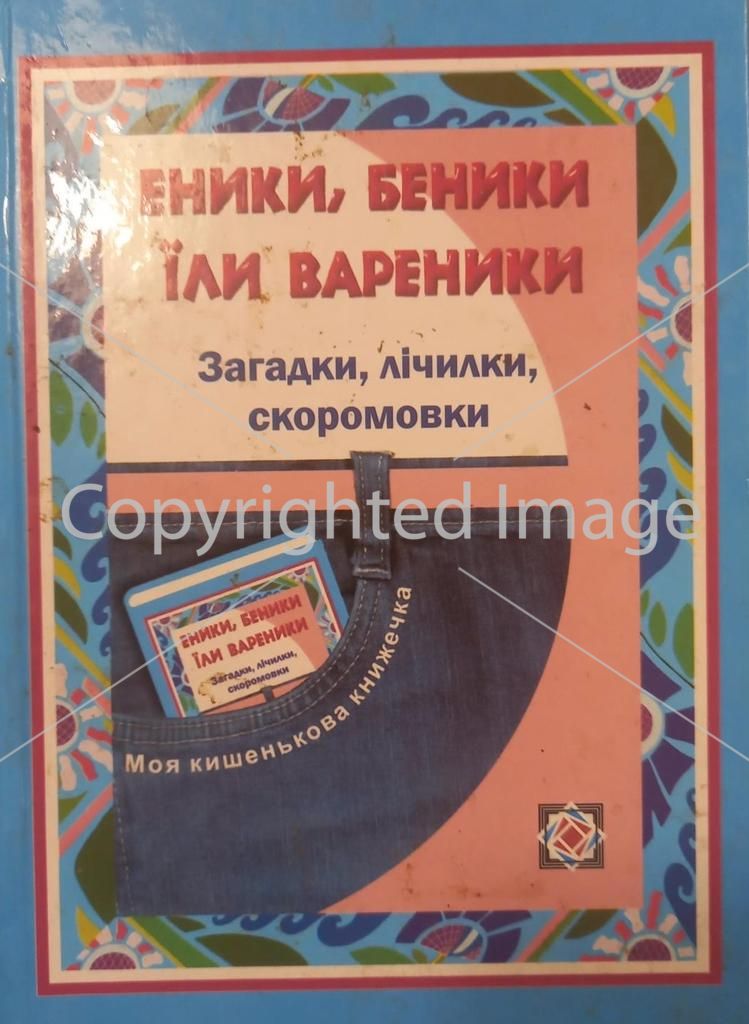 ЕНИКИ, БЕНИКИ
ЇЛИ ВАРЕНИКИ
Загадки, лічилки,
скоромовки
Copyrighted Image
ЕНИКИ, БЕНИКИ
ЇЛИ ВАРЕНИКИ
Загадки, лічилки,
скоромовки
Моя кишенькова книжечка